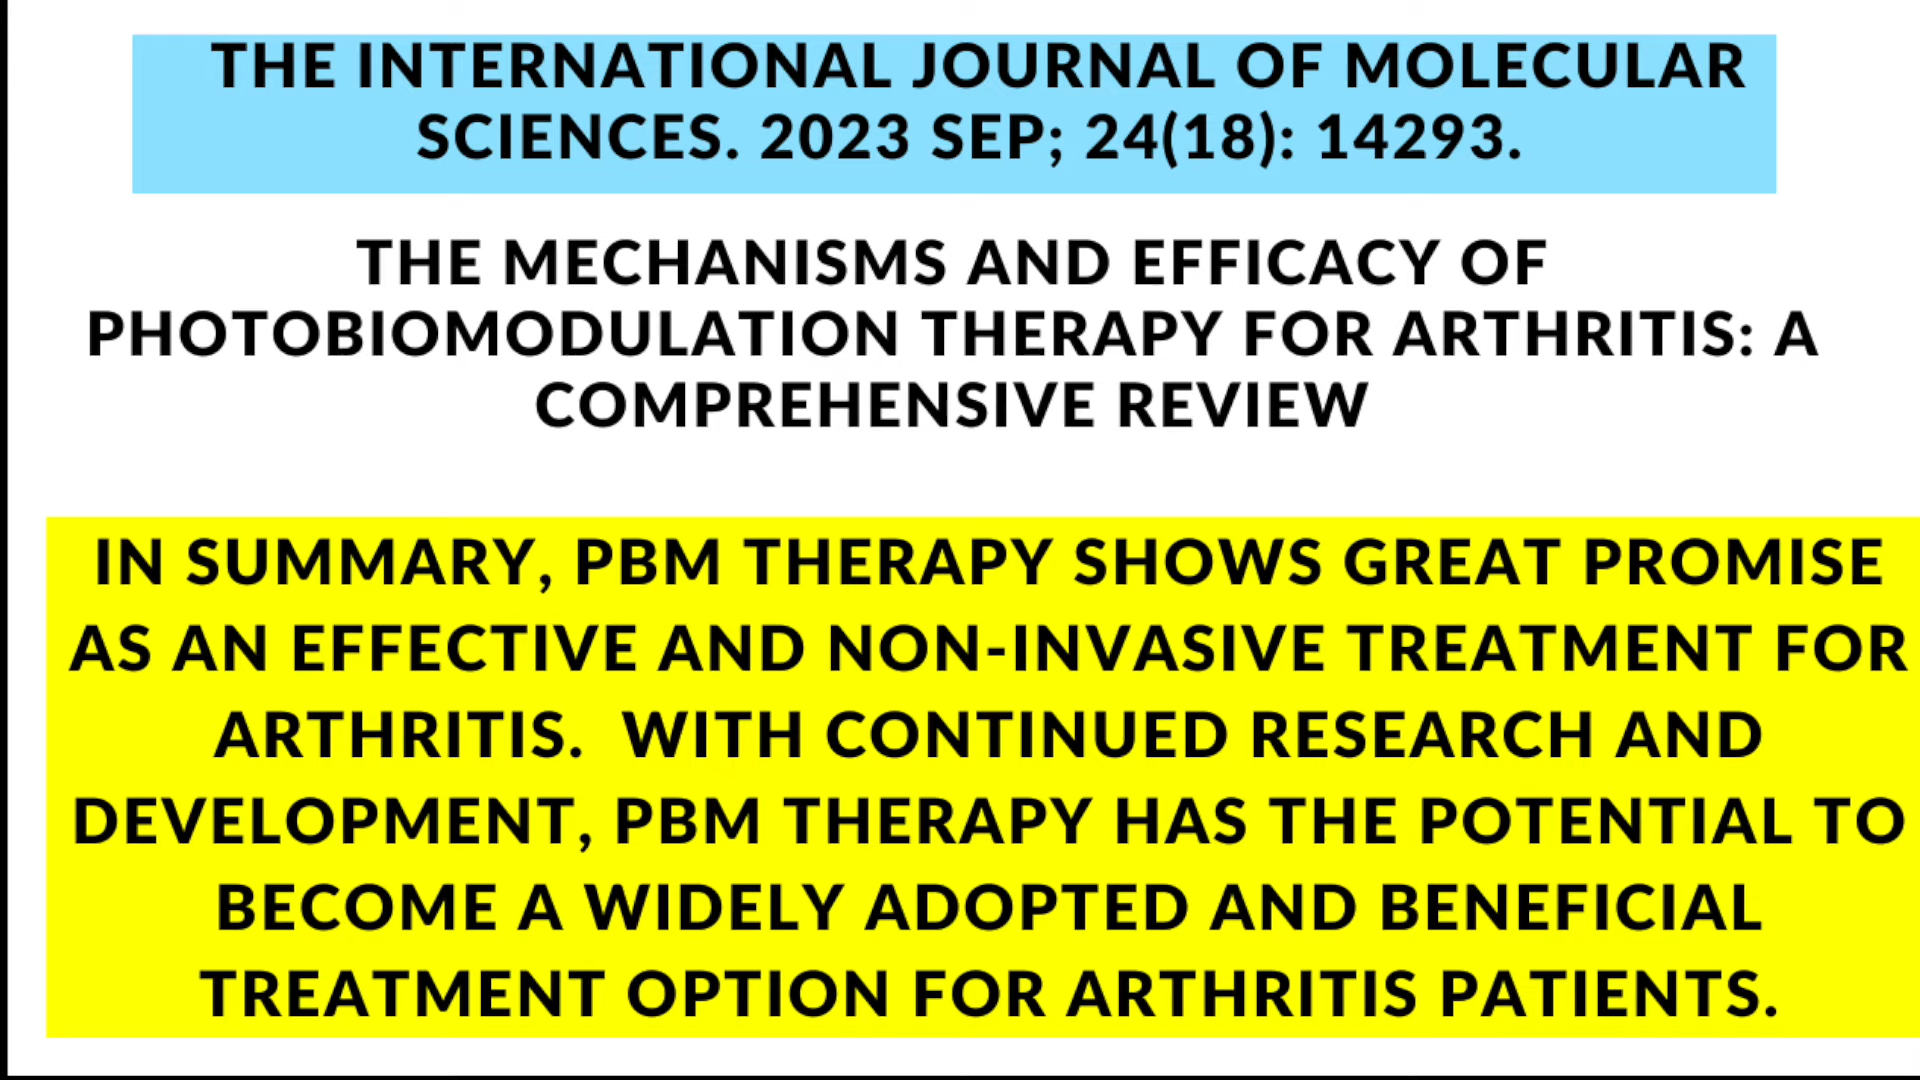 THE INTERNATIONAL JOURNAL OF MOLECULAR
SCIENCES. 2023 SEP; 24(18): 14293.
THE MECHANISMS AND EFFICACY OF
PHOTOBIOMODULATION THERAPY FOR ARTHRITIS: A
COMPREHENSIVE REVIEW
IN SUMMARY, PBM THERAPY SHOWS GREAT PROMISE
AS AN EFFECTIVE AND NON-INVASIVE TREATMENT FOR
ARTHRITIS.  WITH CONTINUED RESEARCH AND
DEVELOPMENT, PBM THERAPY HAS THE POTENTIAL TO
BECOME A WIDELY ADOPTED AND BENEFICIAL
TREATMENT OPTION FOR ARTHRITIS PATIENTS.